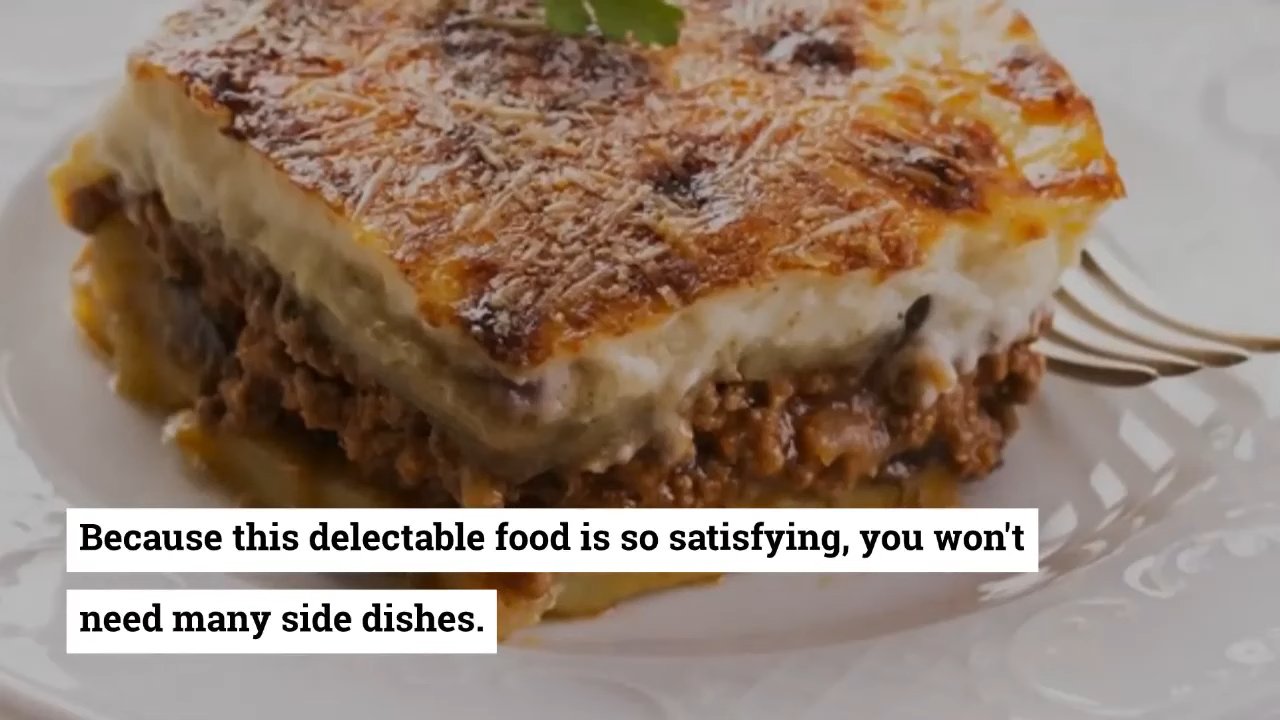 Because this delectable food is so satisfying, you won't
need many side dishes.